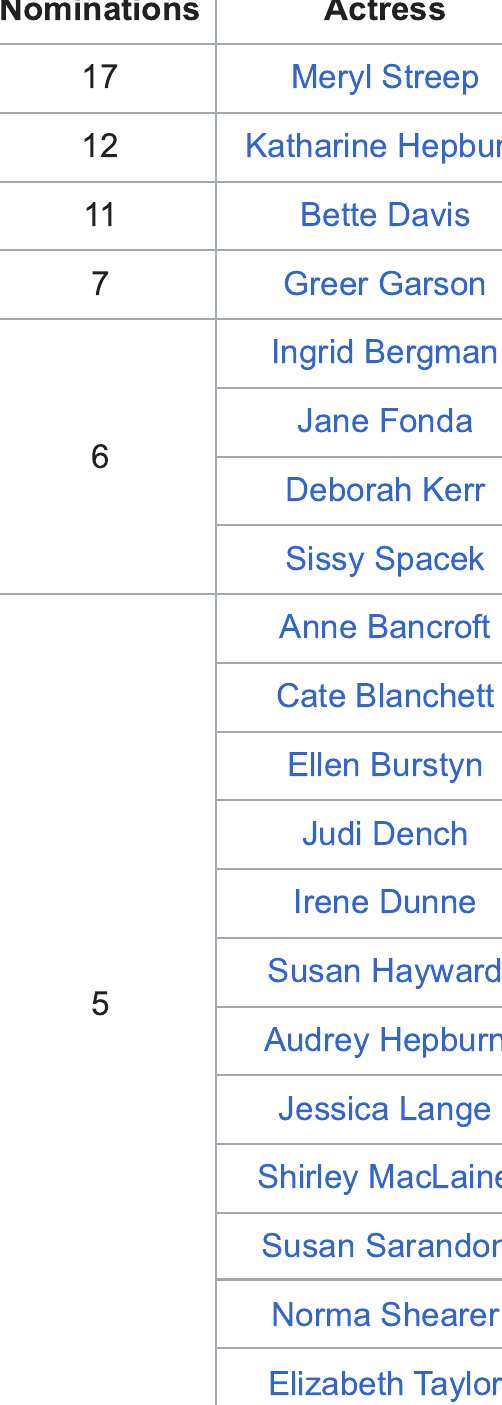 Nominations Actress
17 Meryl Streep
12 Katharine Hepbur
11 Bette Davis
7 Greer Garson
6 Ingrid Bergman
Jane Fonda
Deborah Kerr
Sissy Spacek
5 Anne Bancroft
Cate Blanchett
Ellen Burstyn
Judi Dench
Irene Dunne
Susan Hayward
Audrey Hepburn
Jessica Lange
Shirley MacLaine
Susan Sarandon
Norma Shearer
Elizabeth Taylor